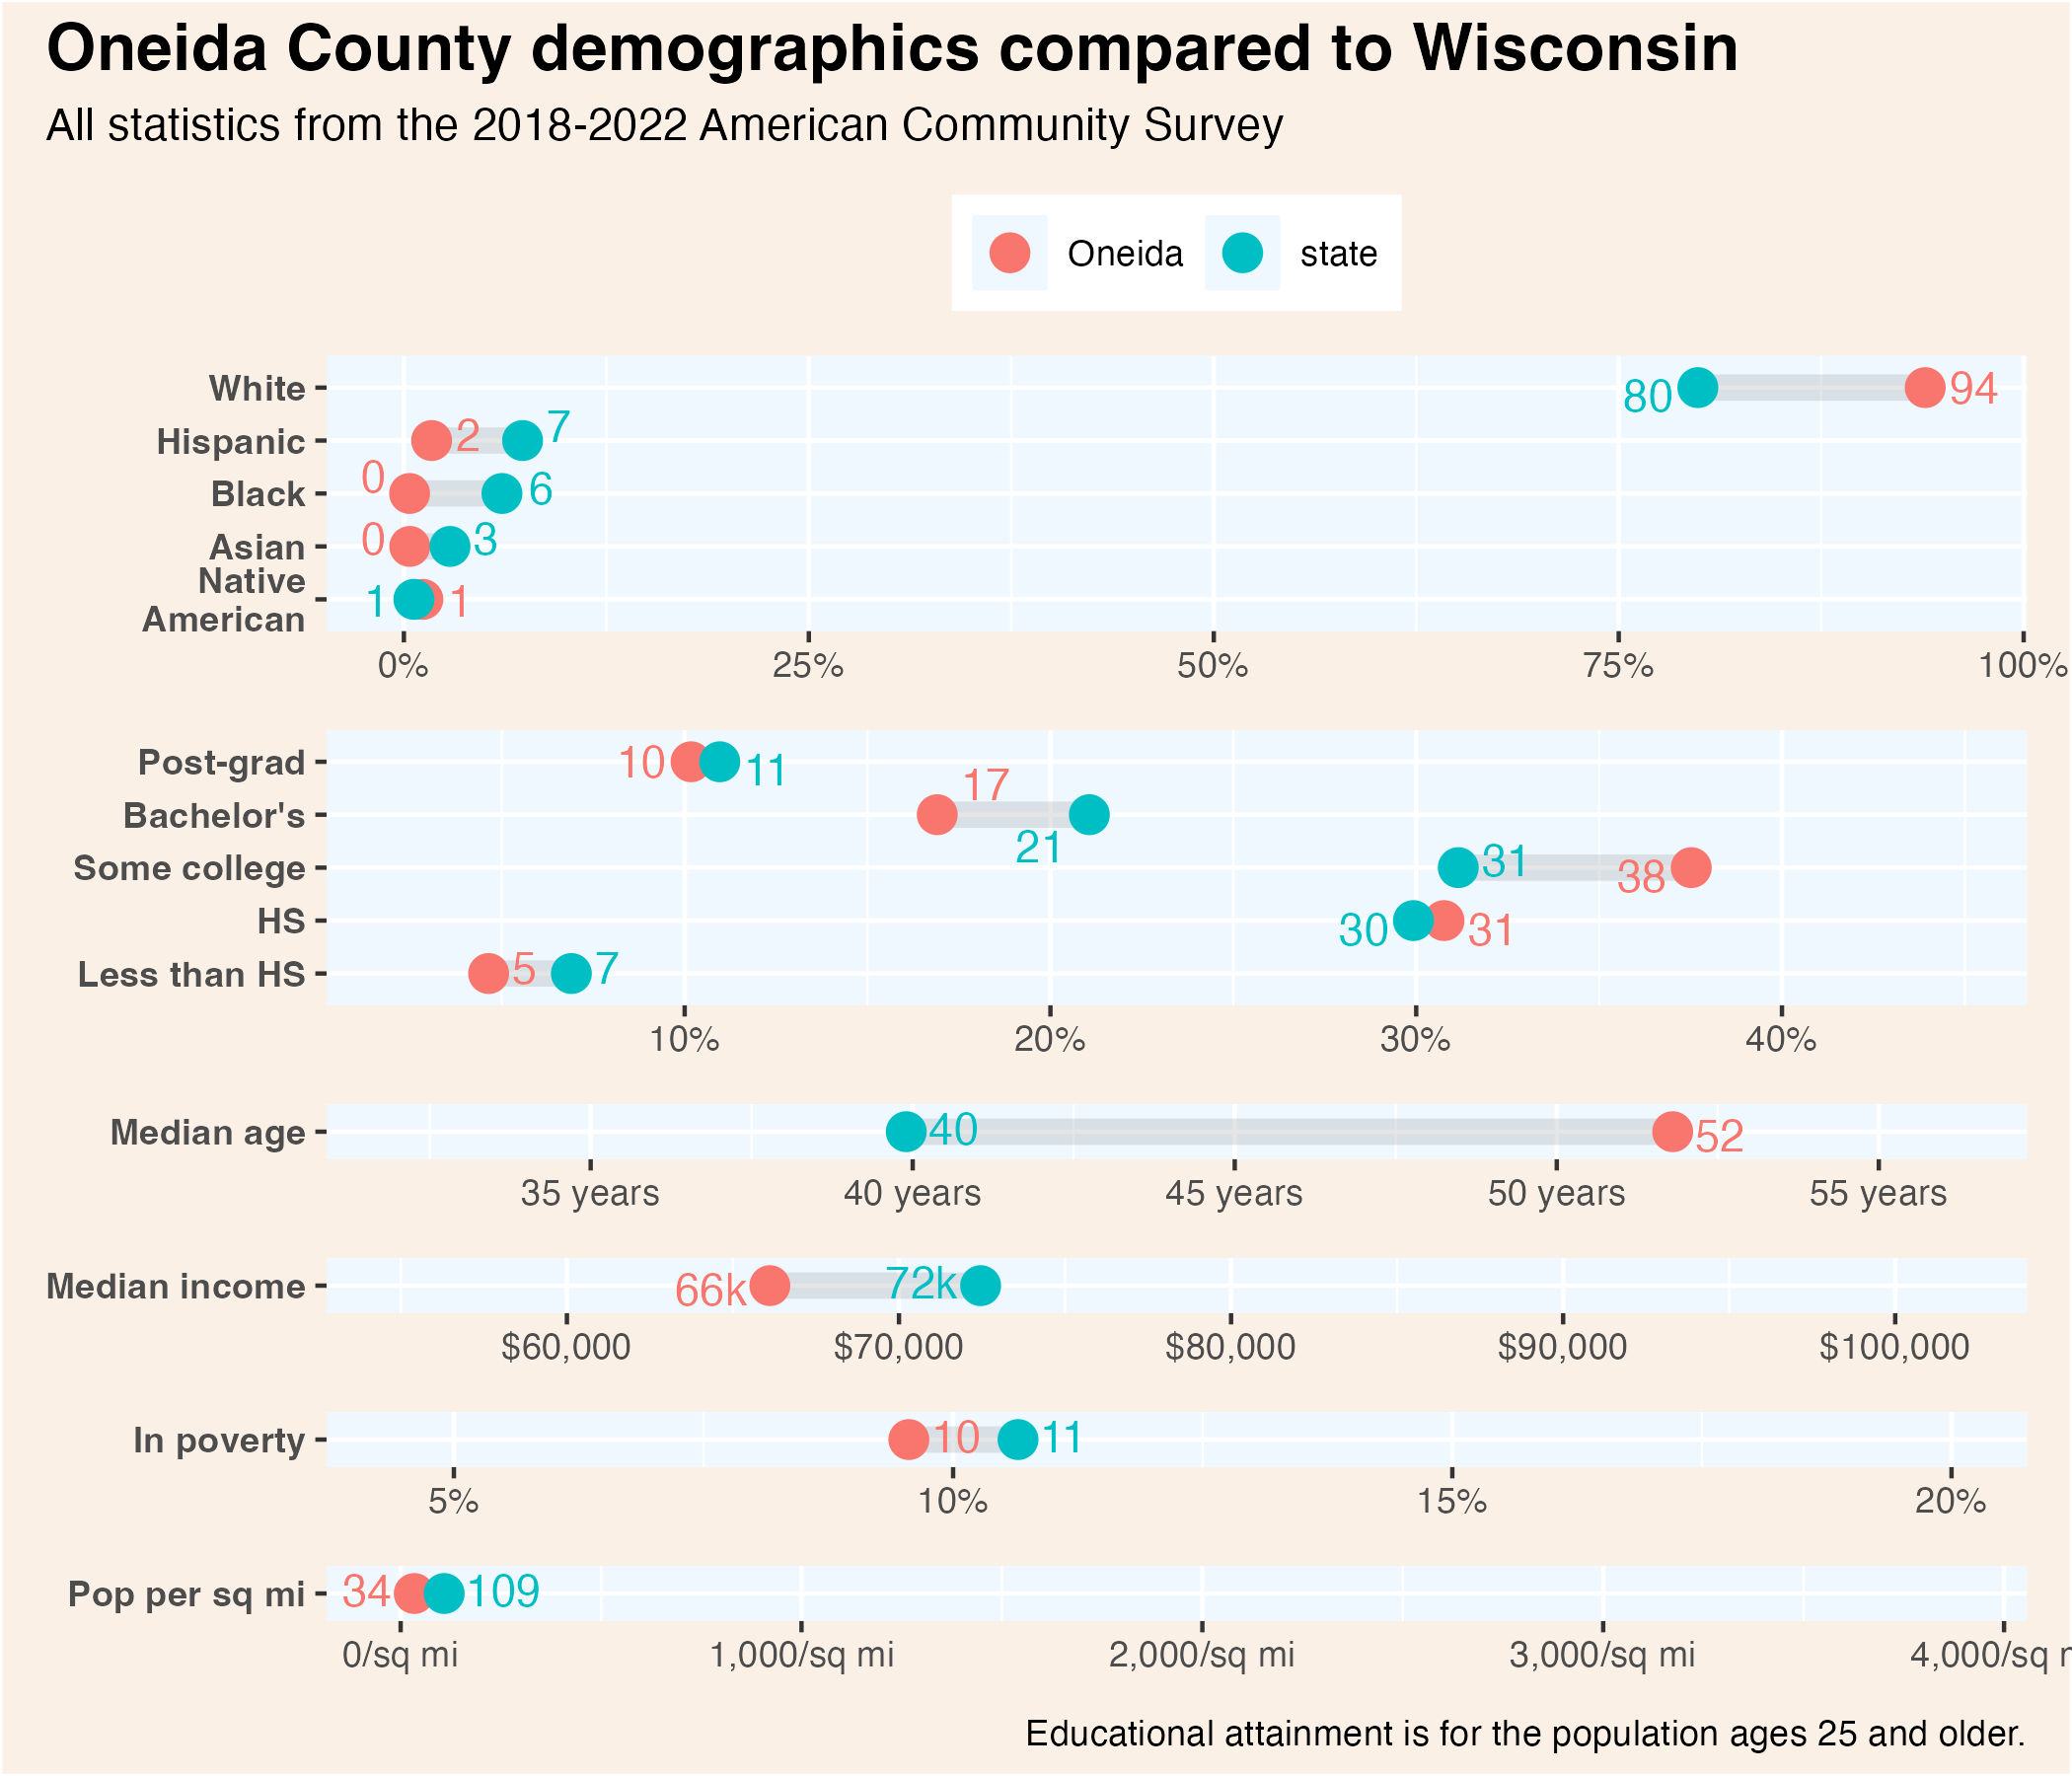 Oneida County demographics compared to Wisconsin
All statistics from the 2018-2022 American Community Survey
Oneida state
White 80 94
Hispanic 2 7
Black 0 6
Asian 0 3
Native
American 1 1
0% 25% 50% 75% 100%
Post-grad 10 11
Bachelor's 17 21
Some college 31 38
HS 30 31
Less than HS 5 7
10% 20% 30% 40%
Median age 40 52
35 years 40 years 45 years 50 years 55 years
Median income 66k 72k
$60,000 $70,000 $80,000 $90,000 $100,000
In poverty 10 11
5% 10% 15% 20%
Pop per sq mi 34 109
0/sq mi 1,000/sq mi 2,000/sq mi 3,000/sq mi 4,000/sq
Educational attainment is for the population ages 25 and older.